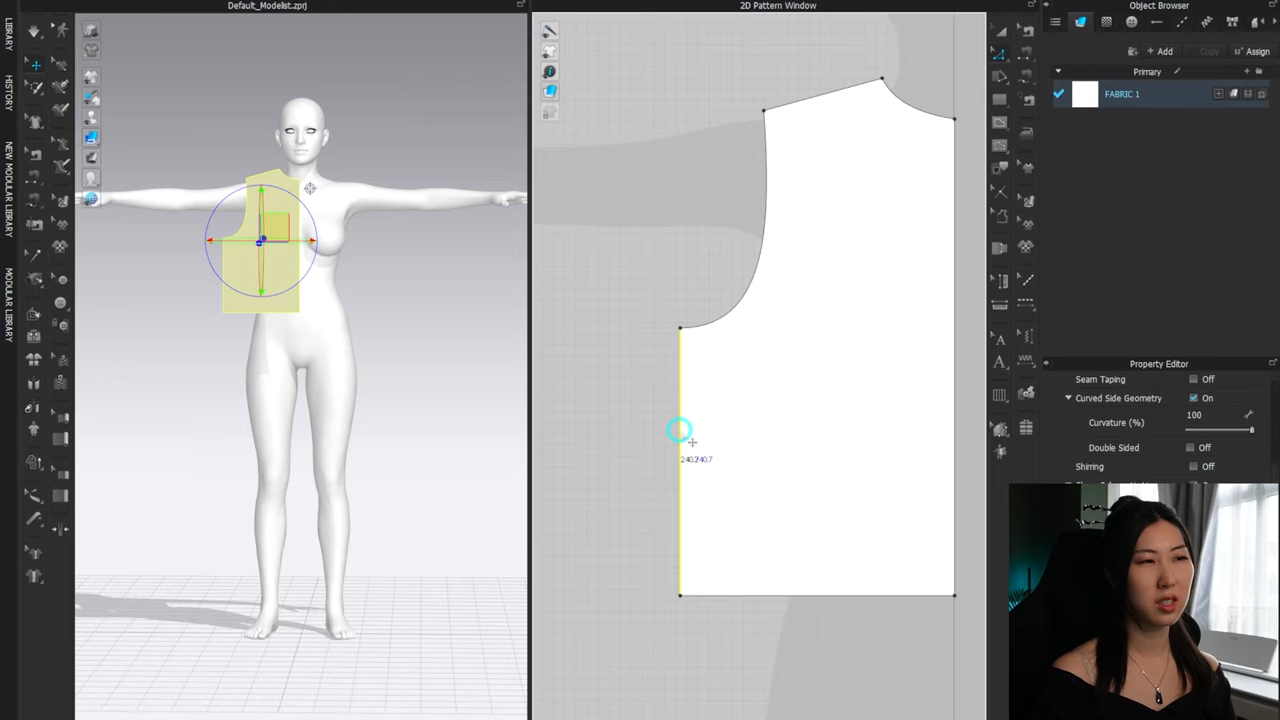 Default_Modelist.zprj
2D Pattern Window
Object Browser
LIBRARY
HISTORY
NEW MODULAR LIBRARY
MODULAR LIBRARY
+ Add
Copy
Assign
Primary
FABRIC 1
Property Editor
Seam Taping
Off
Curved Side Geometry
On
Curvature (%)
100
Double Sided
Off
Shirring
Off